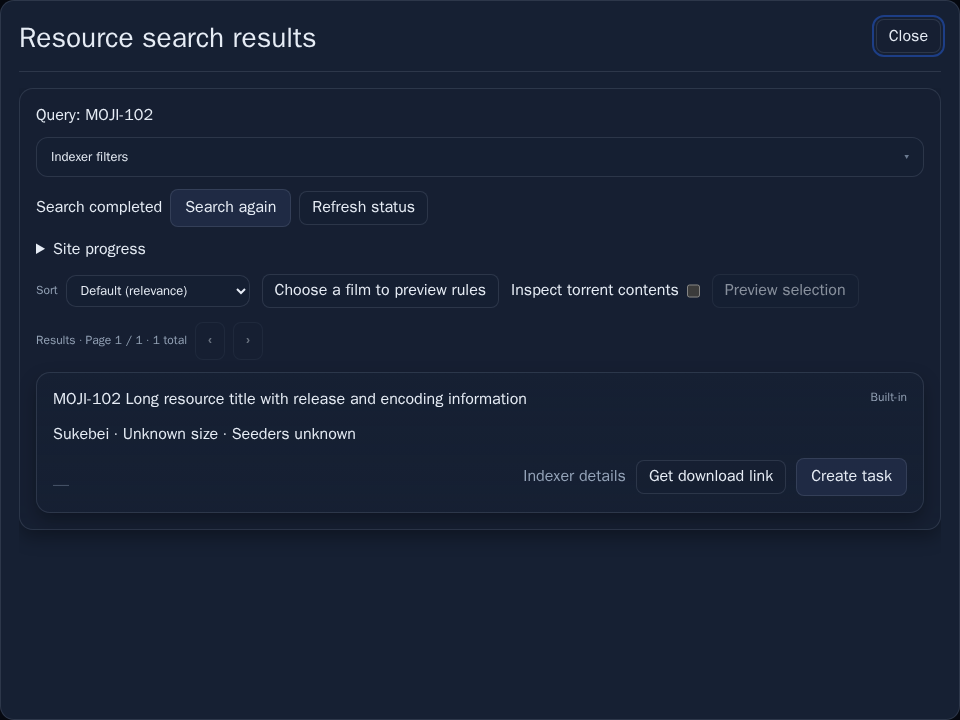 Resource search results
Close
Query: MOJI-102
Indexer filters
Search completed
Search again
Refresh status
Site progress
Sort
Default (relevance)
Choose a film to preview rules
Inspect torrent contents
Preview selection
Results · Page 1 / 1 · 1 total
‹
›
MOJI-102 Long resource title with release and encoding information
Built-in
Sukebei · Unknown size · Seeders unknown
—
Indexer details
Get download link
Create task